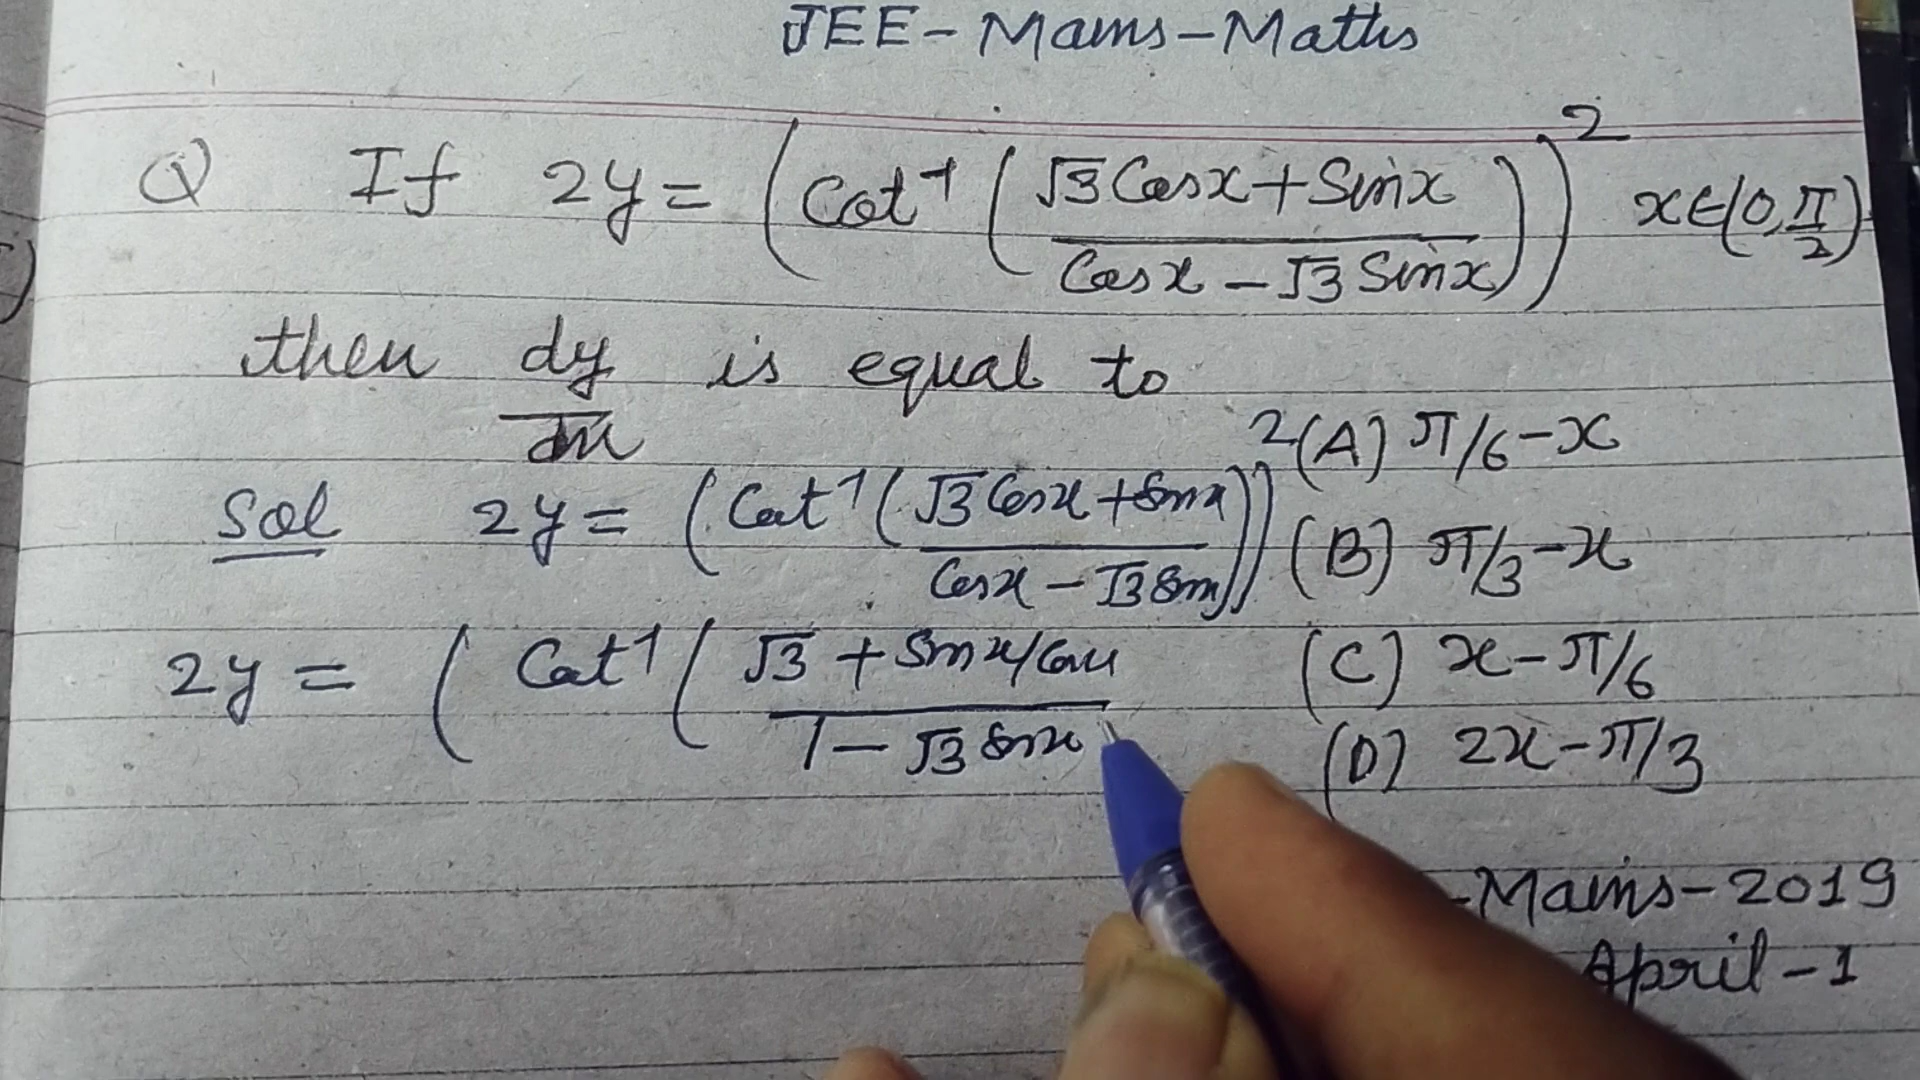 JEE-Mains-Maths
Q If 2y = (Cot⁻¹((√3 Cosx + Sinx)/(Cosx - √3 Sinx)))² x∈(0, π/2)
then dy/dx is equal to
(A) π/6 - x
Sol 2y = (Cot⁻¹((√3 Cosx + Sinx)/(Cosx - √3 Sinx)))²
(B) π/3 - x
2y = (Cot⁻¹((√3 + Sinx/Cosx)/(1 - √3 Sinx
(C) x - π/6
(D) 2x - π/3
-Mains-2019
April-1